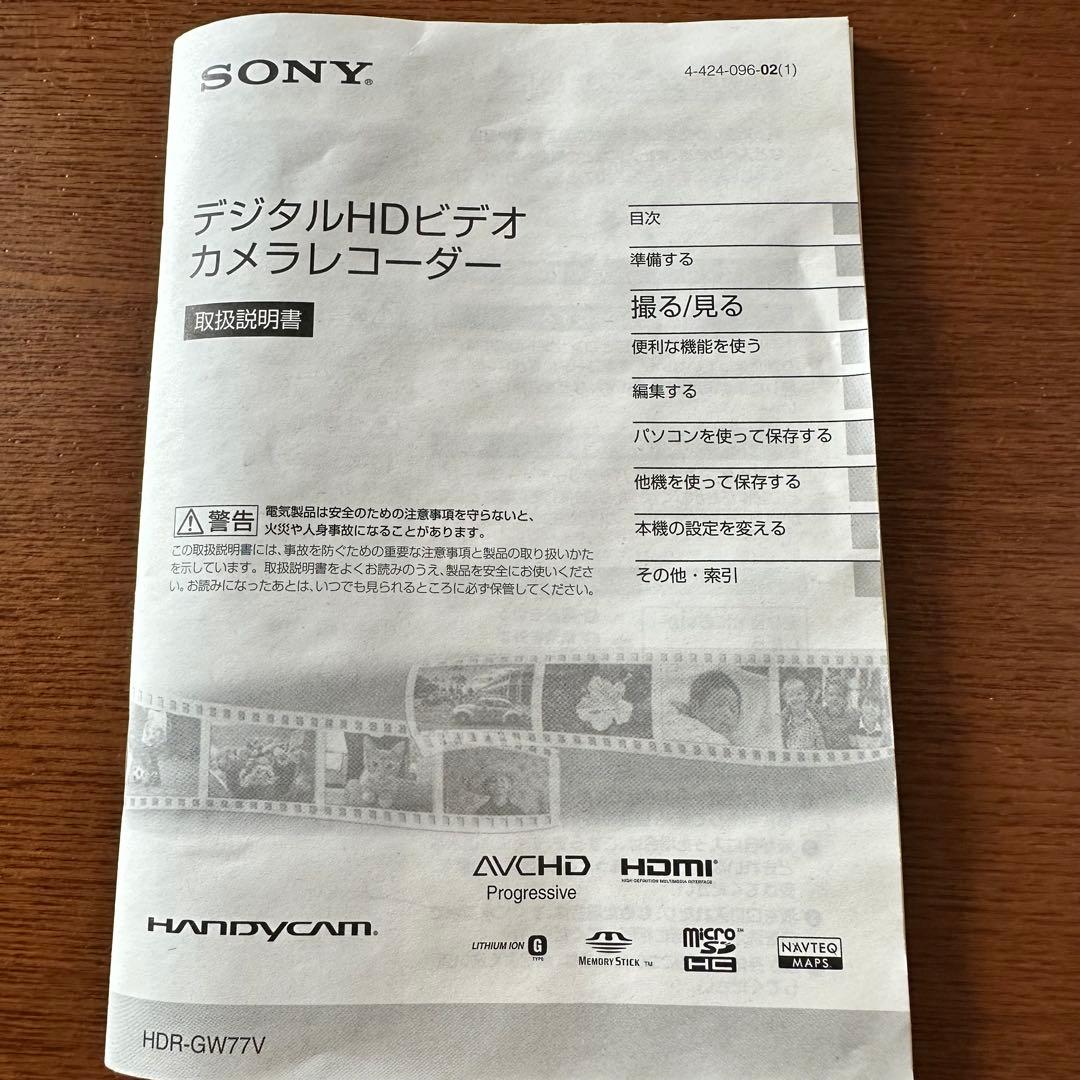 SONY®
4-424-096-02(1)
デジタルHDビデオ
カメラレコーダー
取扱説明書
目次
準備する
撮る/見る
便利な機能を使う
編集する
パソコンを使って保存する
他機を使って保存する
本機の設定を変える
その他・索引
警告
電気製品は安全のための注意事項を守らないと、
火災や人身事故になることがあります。
この取扱説明書には、事故を防ぐための重要な注意事項と製品の取り扱いかた
を示しています。取扱説明書をよくお読みのうえ、製品を安全にお使いくださ
い。お読みになったあとは、いつでも見られるところに必ず保管してください。
AVCHD
Progressive
HDMI®
HIGH-DEFINITION MULTIMEDIA INTERFACE
HANDYCAM®
LITHIUM ION G
TYPE
MEMORY STICK ™
micro SD ™
HC
NAVTEQ
MAPS
HDR-GW77V